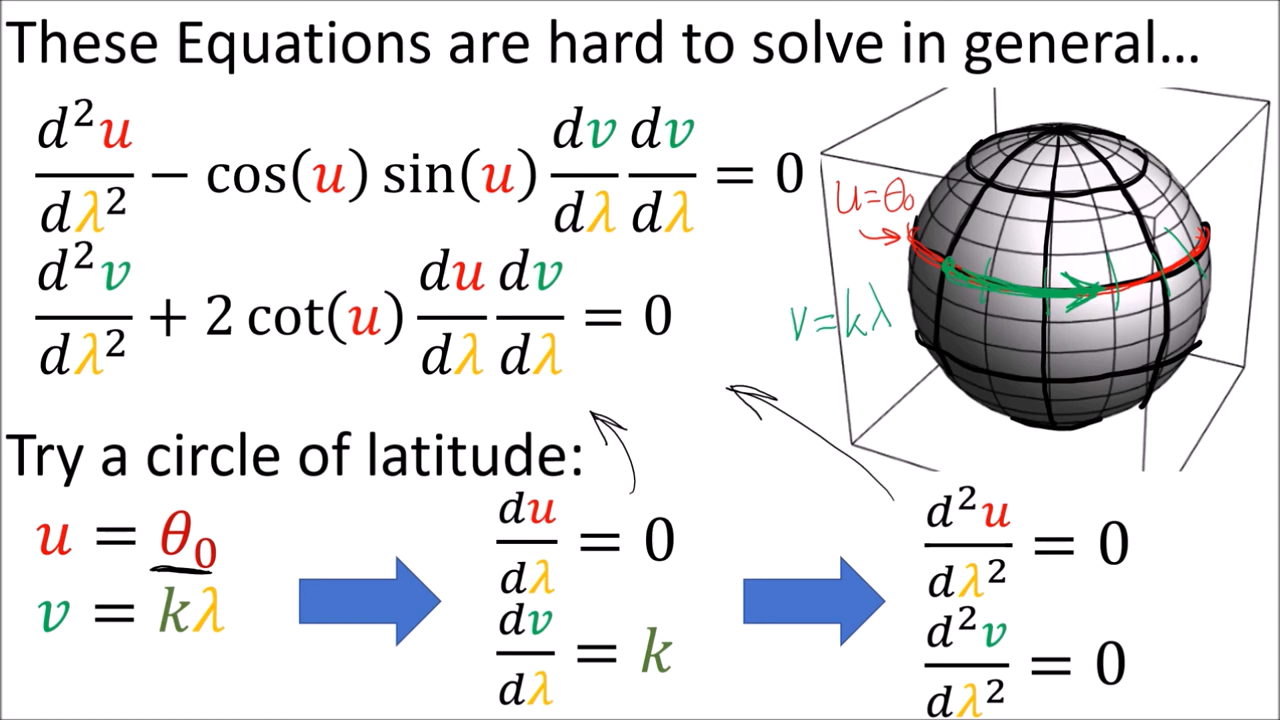 These Equations are hard to solve in general...
d²u/dλ² − cos(u) sin(u) dv/dλ dv/dλ = 0
d²v/dλ² + 2 cot(u) du/dλ dv/dλ = 0
u=θ₀
v=kλ
Try a circle of latitude:
u = θ₀
v = kλ
du/dλ = 0
dv/dλ = k
d²u/dλ² = 0
d²v/dλ² = 0